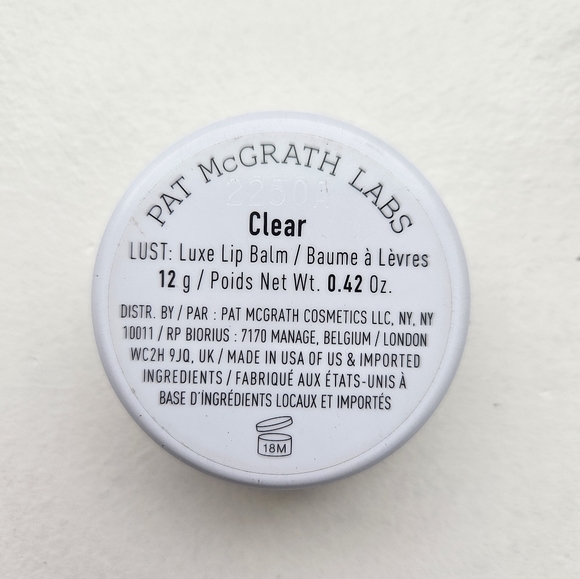 PAT McGRATH LABS
2250A
Clear
LUST: Luxe Lip Balm / Baume à Lèvres
12 g / Poids Net Wt. 0.42 Oz.
DISTR. BY / PAR : PAT MCGRATH COSMETICS LLC, NY, NY
10011 / RP BIORIUS : 7170 MANAGE, BELGIUM / LONDON
WC2H 9JQ, UK / MADE IN USA OF US & IMPORTED
INGREDIENTS / FABRIQUÉ AUX ÉTATS-UNIS À
BASE D'INGRÉDIENTS LOCAUX ET IMPORTÉS
18M